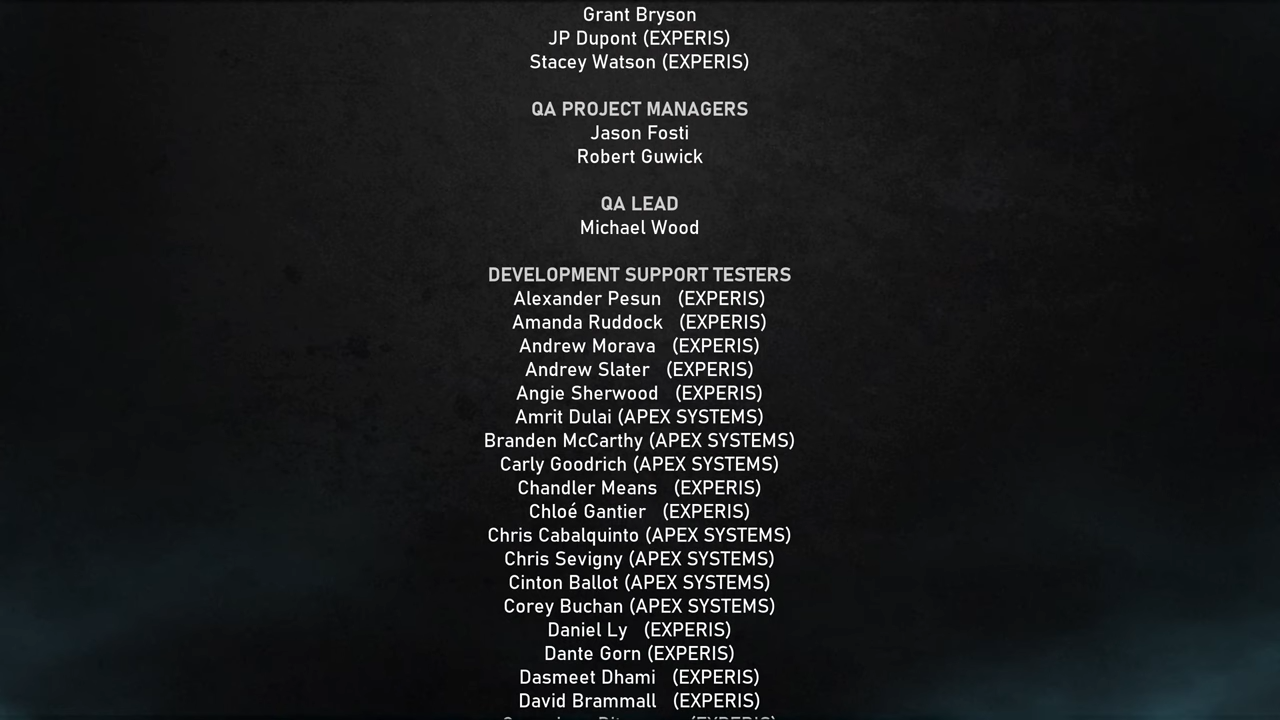 Grant Bryson
JP Dupont (EXPERIS)
Stacey Watson (EXPERIS)
QA PROJECT MANAGERS
Jason Fosti
Robert Guwick
QA LEAD
Michael Wood
DEVELOPMENT SUPPORT TESTERS
Alexander Pesun (EXPERIS)
Amanda Ruddock (EXPERIS)
Andrew Morava (EXPERIS)
Andrew Slater (EXPERIS)
Angie Sherwood (EXPERIS)
Amrit Dulai (APEX SYSTEMS)
Branden McCarthy (APEX SYSTEMS)
Carly Goodrich (APEX SYSTEMS)
Chandler Means (EXPERIS)
Chloé Gantier (EXPERIS)
Chris Cabalquinto (APEX SYSTEMS)
Chris Sevigny (APEX SYSTEMS)
Cinton Ballot (APEX SYSTEMS)
Corey Buchan (APEX SYSTEMS)
Daniel Ly (EXPERIS)
Dante Gorn (EXPERIS)
Dasmeet Dhami (EXPERIS)
David Brammall (EXPERIS)
(EXPERIS)